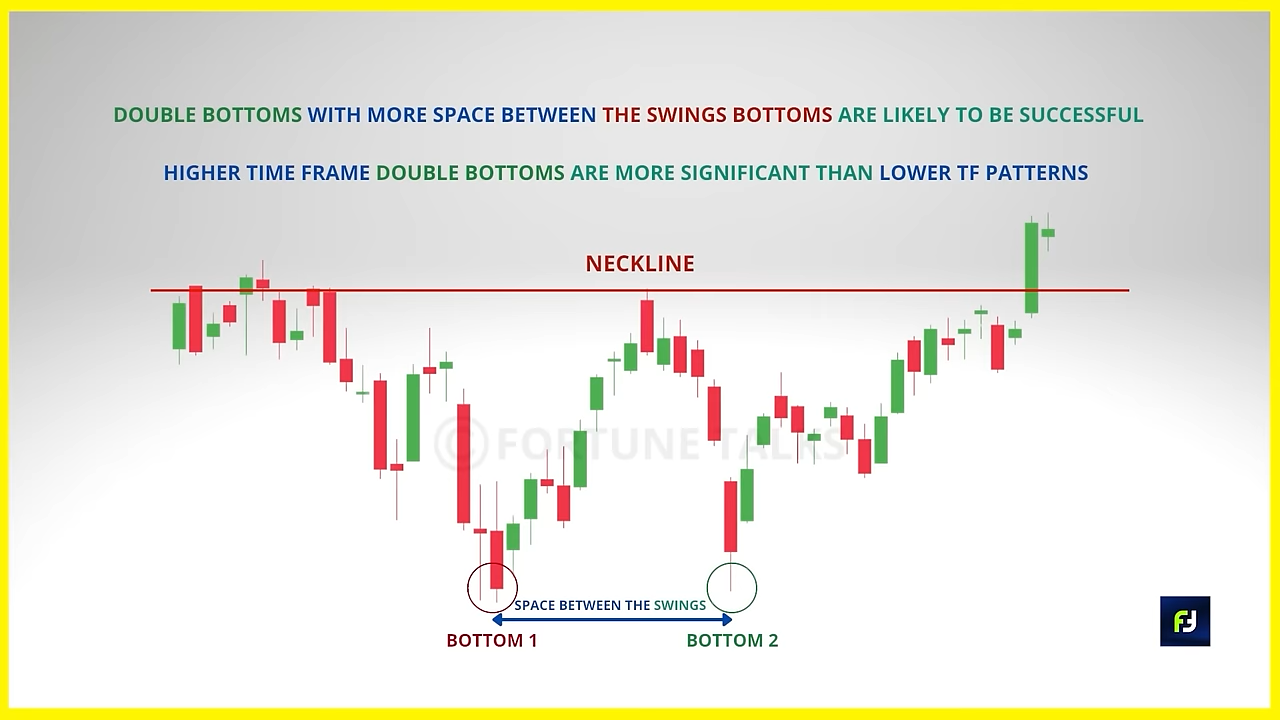 DOUBLE BOTTOMS WITH MORE SPACE BETWEEN THE SWINGS BOTTOMS ARE LIKELY TO BE SUCCESSFUL
HIGHER TIME FRAME DOUBLE BOTTOMS ARE MORE SIGNIFICANT THAN LOWER TF PATTERNS
NECKLINE
© FORTUNE TALKS
SPACE BETWEEN THE SWINGS
BOTTOM 1
BOTTOM 2